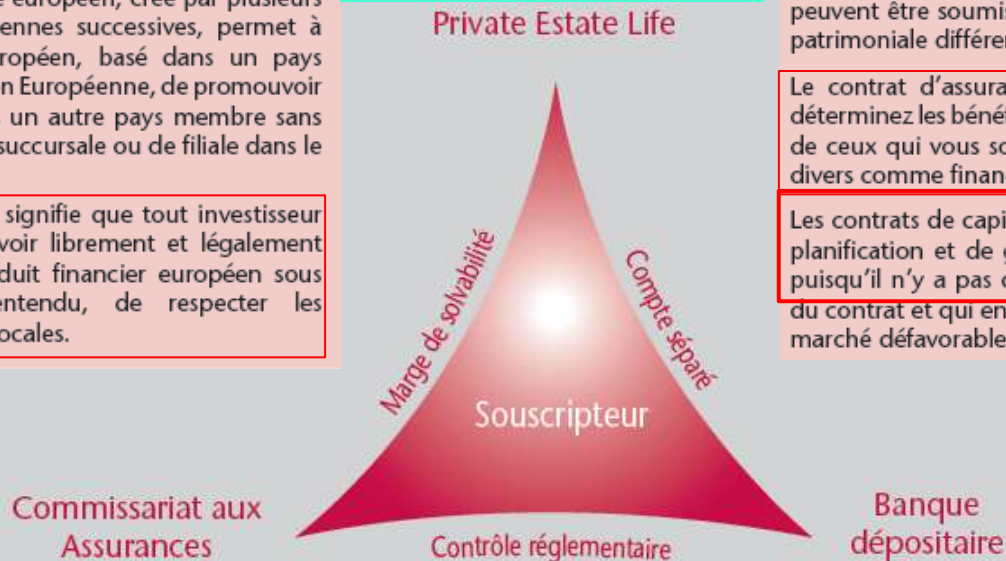 européen, créé par plusieurs
ennes successives, permet à
ropéen, basé dans un pays
n Européenne, de promouvoir
un autre pays membre sans
succursale ou de filiale dans le
signifie que tout investisseur
voir librement et légalement
duit financier européen sous
entendu, de respecter les
ocales.
Private Estate Life
Marge de solvabilité
Compte séparé
Souscripteur
Contrôle réglementaire
Commissariat aux
Assurances
Banque
dépositaire
peuvent être soumis
patrimoniale différen
Le contrat d'assura
déterminez les bénéf
de ceux qui vous so
divers comme financ
Les contrats de capi
planification et de g
puisqu'il n'y a pas
du contrat et qui en
marché défavorable